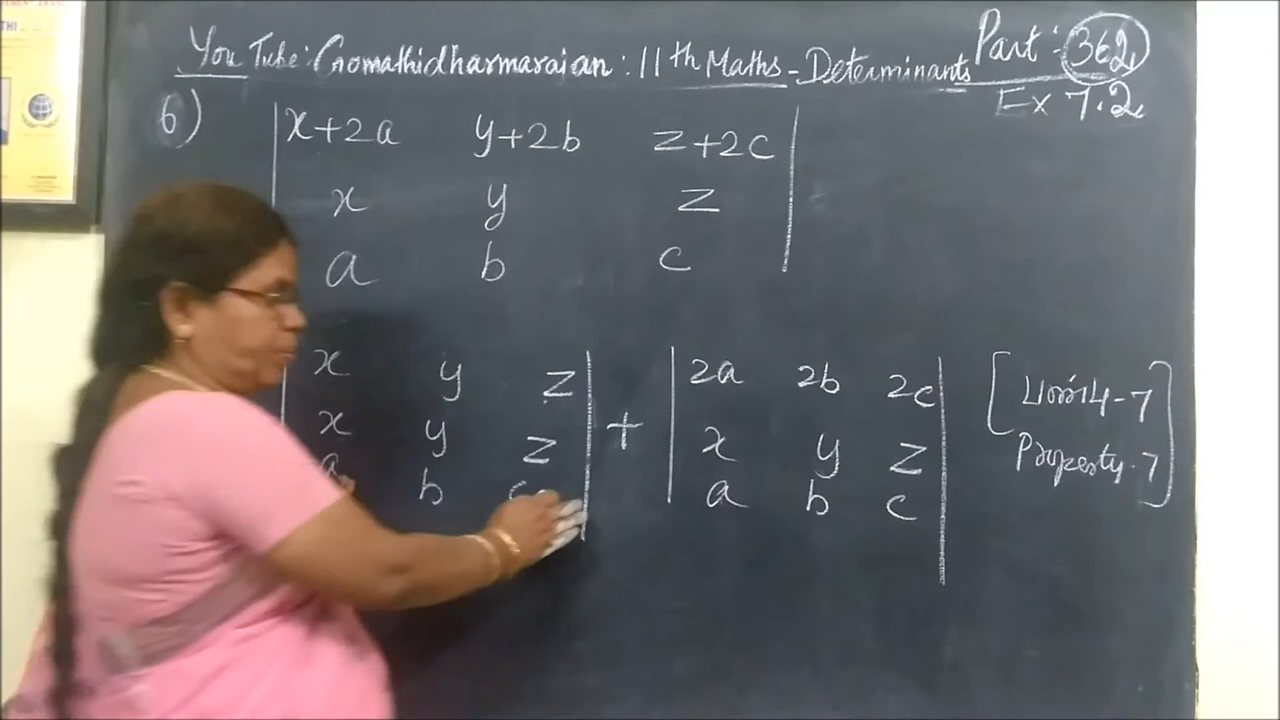 You Tube : Gomathidharmarajan : 11th Maths - Determinants Part : 362
Ex 7.2
6) | x+2a y+2b z+2c |
x y z
a b c
| x y z | + | 2a 2b 2c | [ பண்பு - 7
x y z x y z Property. 7 ]
a b c a b c